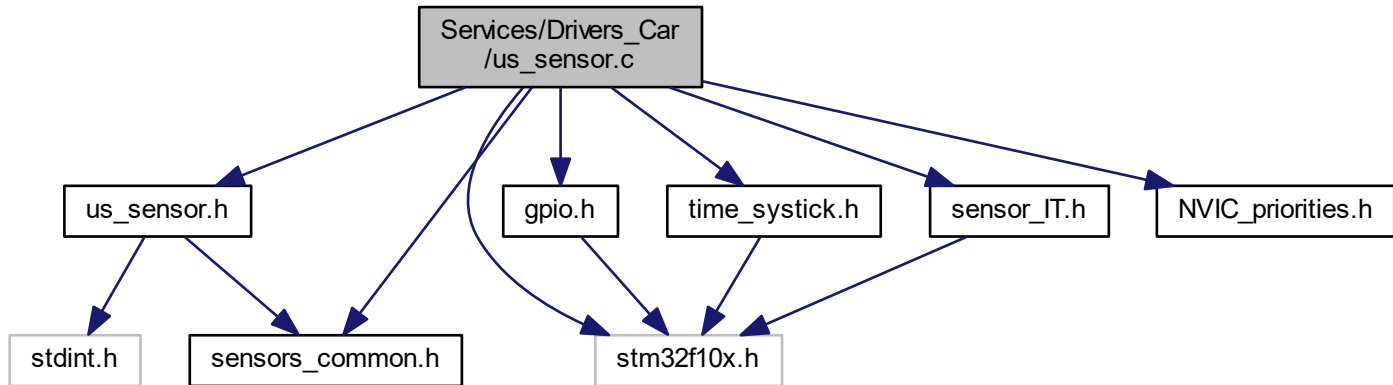 Services/Drivers_Car
/us_sensor.c
us_sensor.h
gpio.h
time_systick.h
sensor_IT.h
NVIC_priorities.h
stdint.h
sensors_common.h
stm32f10x.h